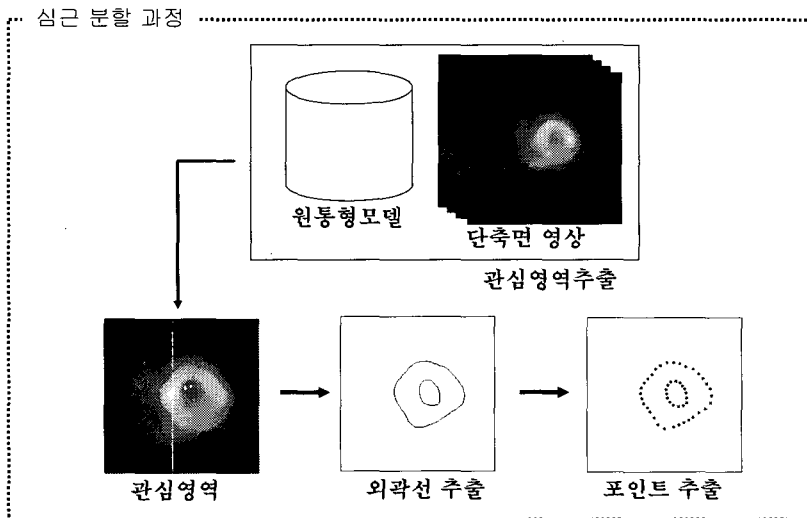 심근 분할 과정
원통형모델
단축면 영상
관심영역추출
관심영역
외곽선 추출
포인트 추출